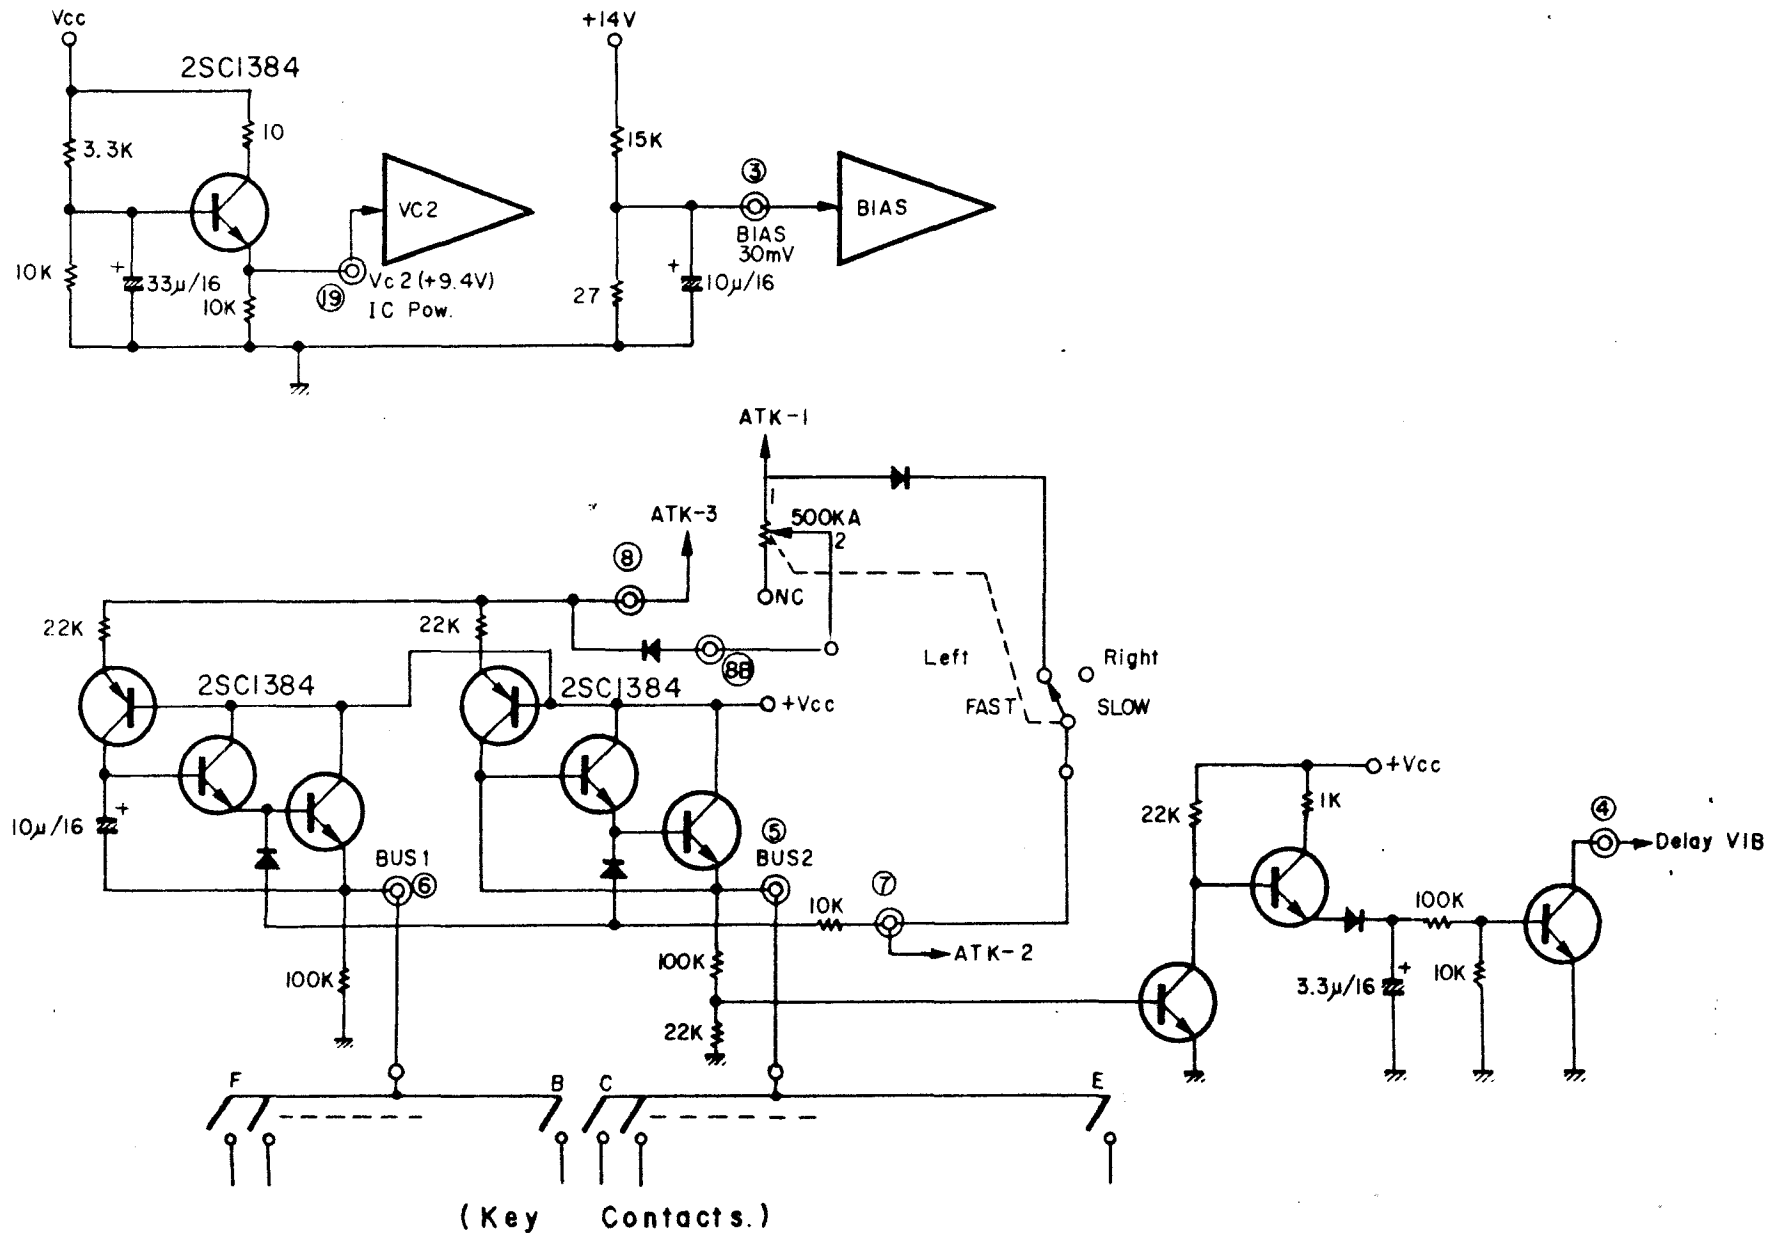 Vcc
+14V
2SC1384
10
3.3K
15K
③
VC2
BIAS
BIAS
30mV
10K
33μ/16
10K
⑲
Vc2 (+9.4V)
IC Pow.
27
10μ/16
ATK-1
1
500KA
2
ATK-3
⑧
NC
22K
22K
8B
Left
Right
2SC1384
2SC1384
+Vcc
FAST
SLOW
10μ/16
BUS1
⑥
⑤
BUS2
⑦
10K
ATK-2
100K
100K
22K
+Vcc
22K
1K
④
Delay VIB
100K
3.3μ/16
10K
F
B
C
E
(Key Contacts.)